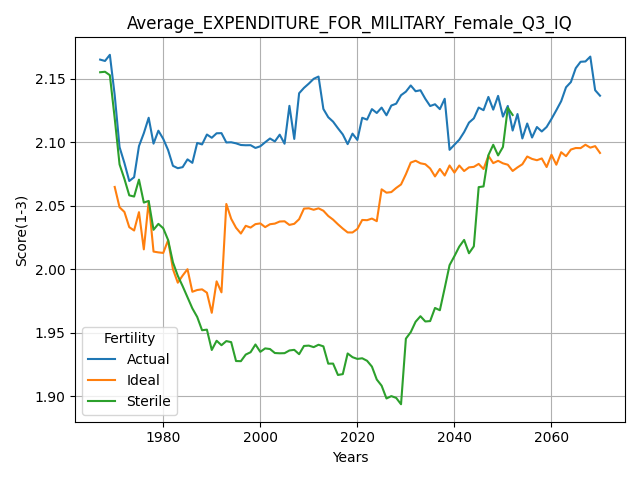 Average_EXPENDITURE_FOR_MILITARY_Female_Q3_IQ
Score(1-3)
2.15
2.10
2.05
2.00
1.95
1.90
Fertility
Actual
Ideal
Sterile
1980 2000 2020 2040 2060
Years